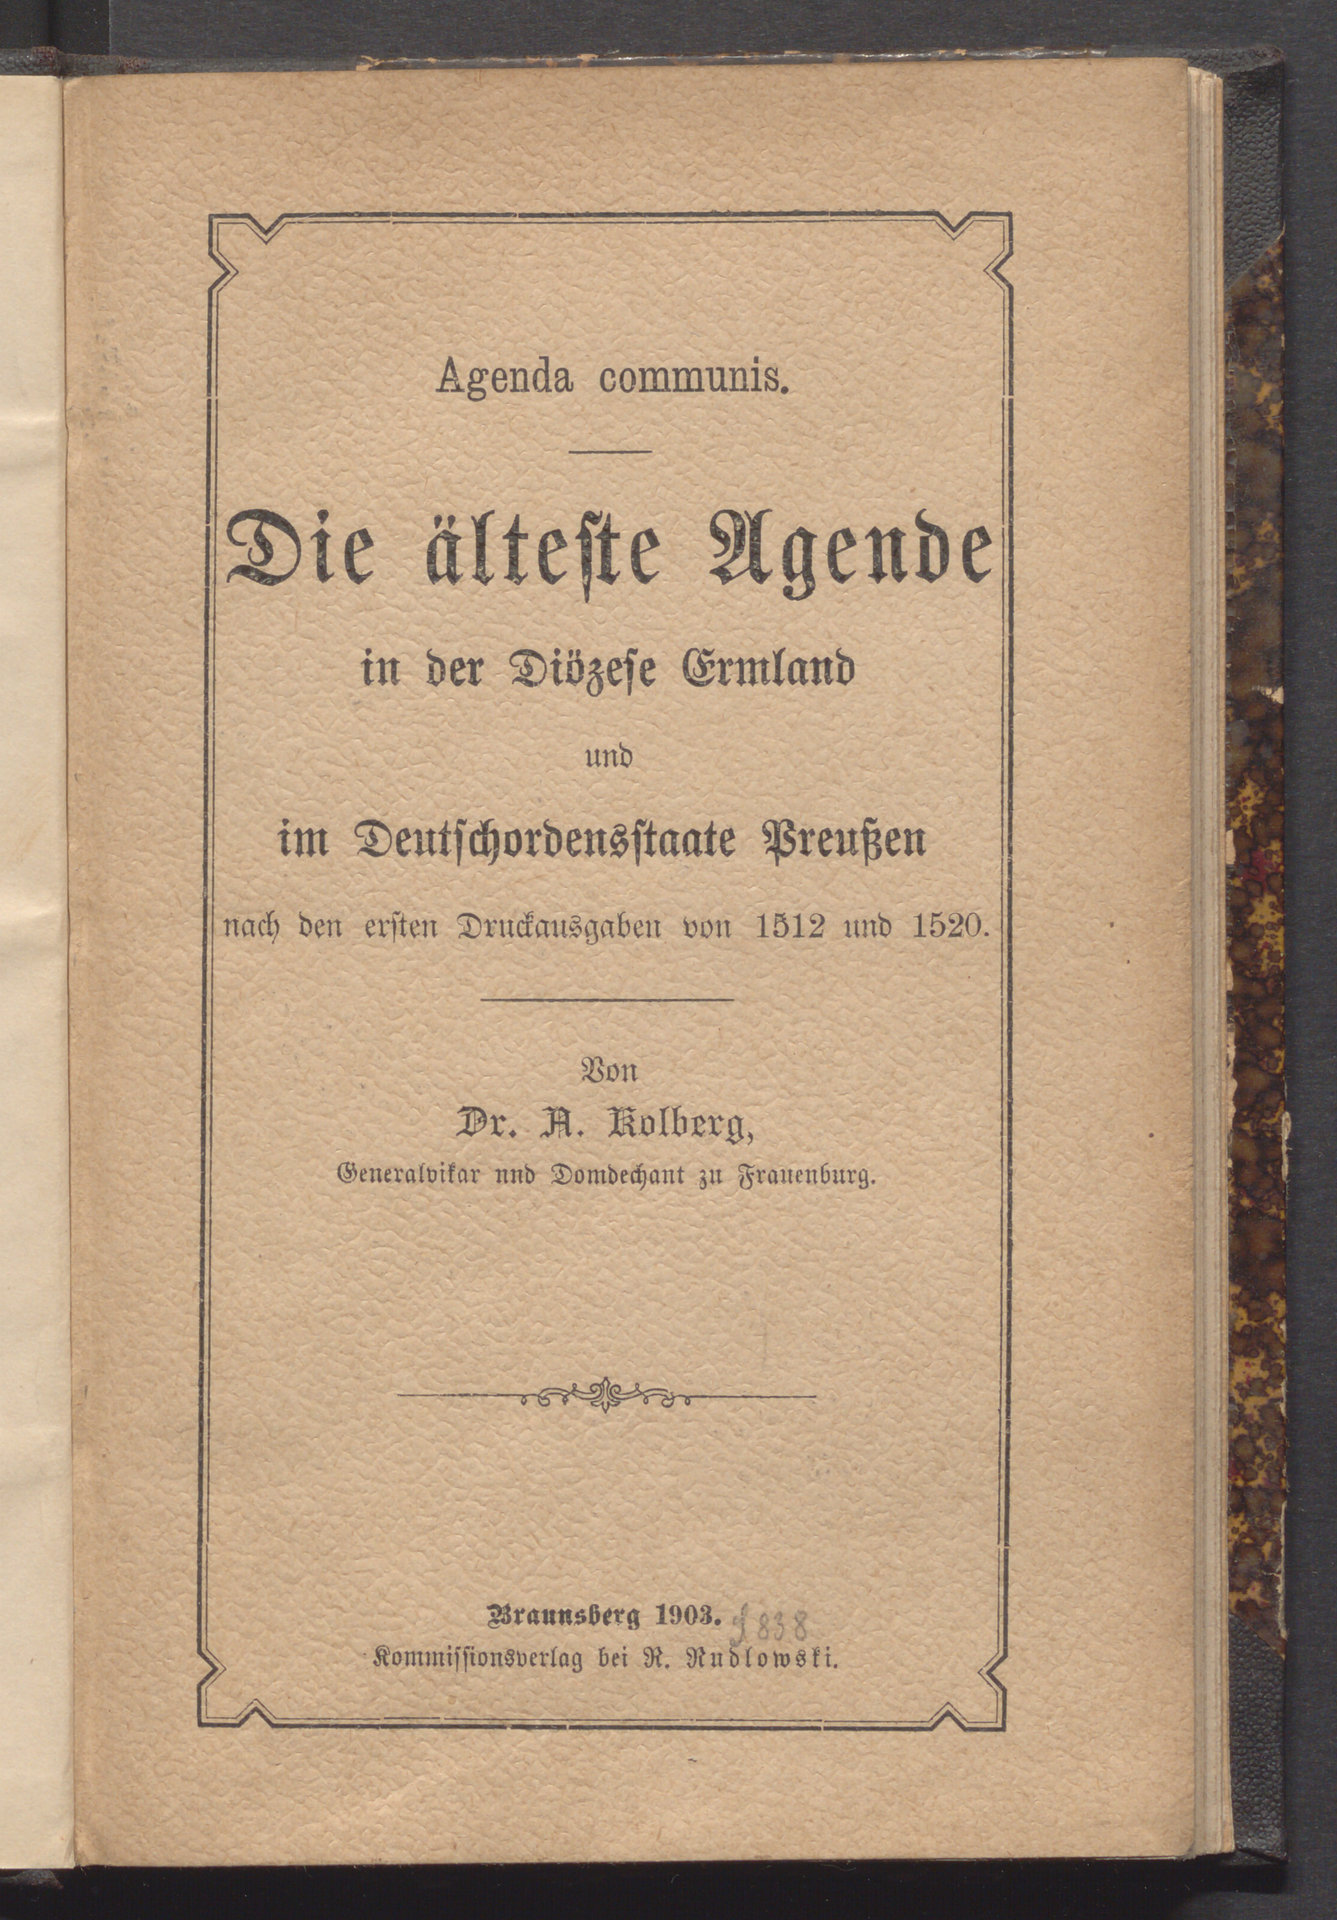 Agenda communis.
Die älteste Agende
in der Diözese Ermland
und
im Deutschordensstaate Preußen
nach den ersten Druckausgaben von 1512 und 1520.
Von
Dr. A. Kolberg,
Generalvikar und Domdechant zu Frauenburg.
Braunsberg 1903.
Kommissionsverlag bei R. Rudlowski.